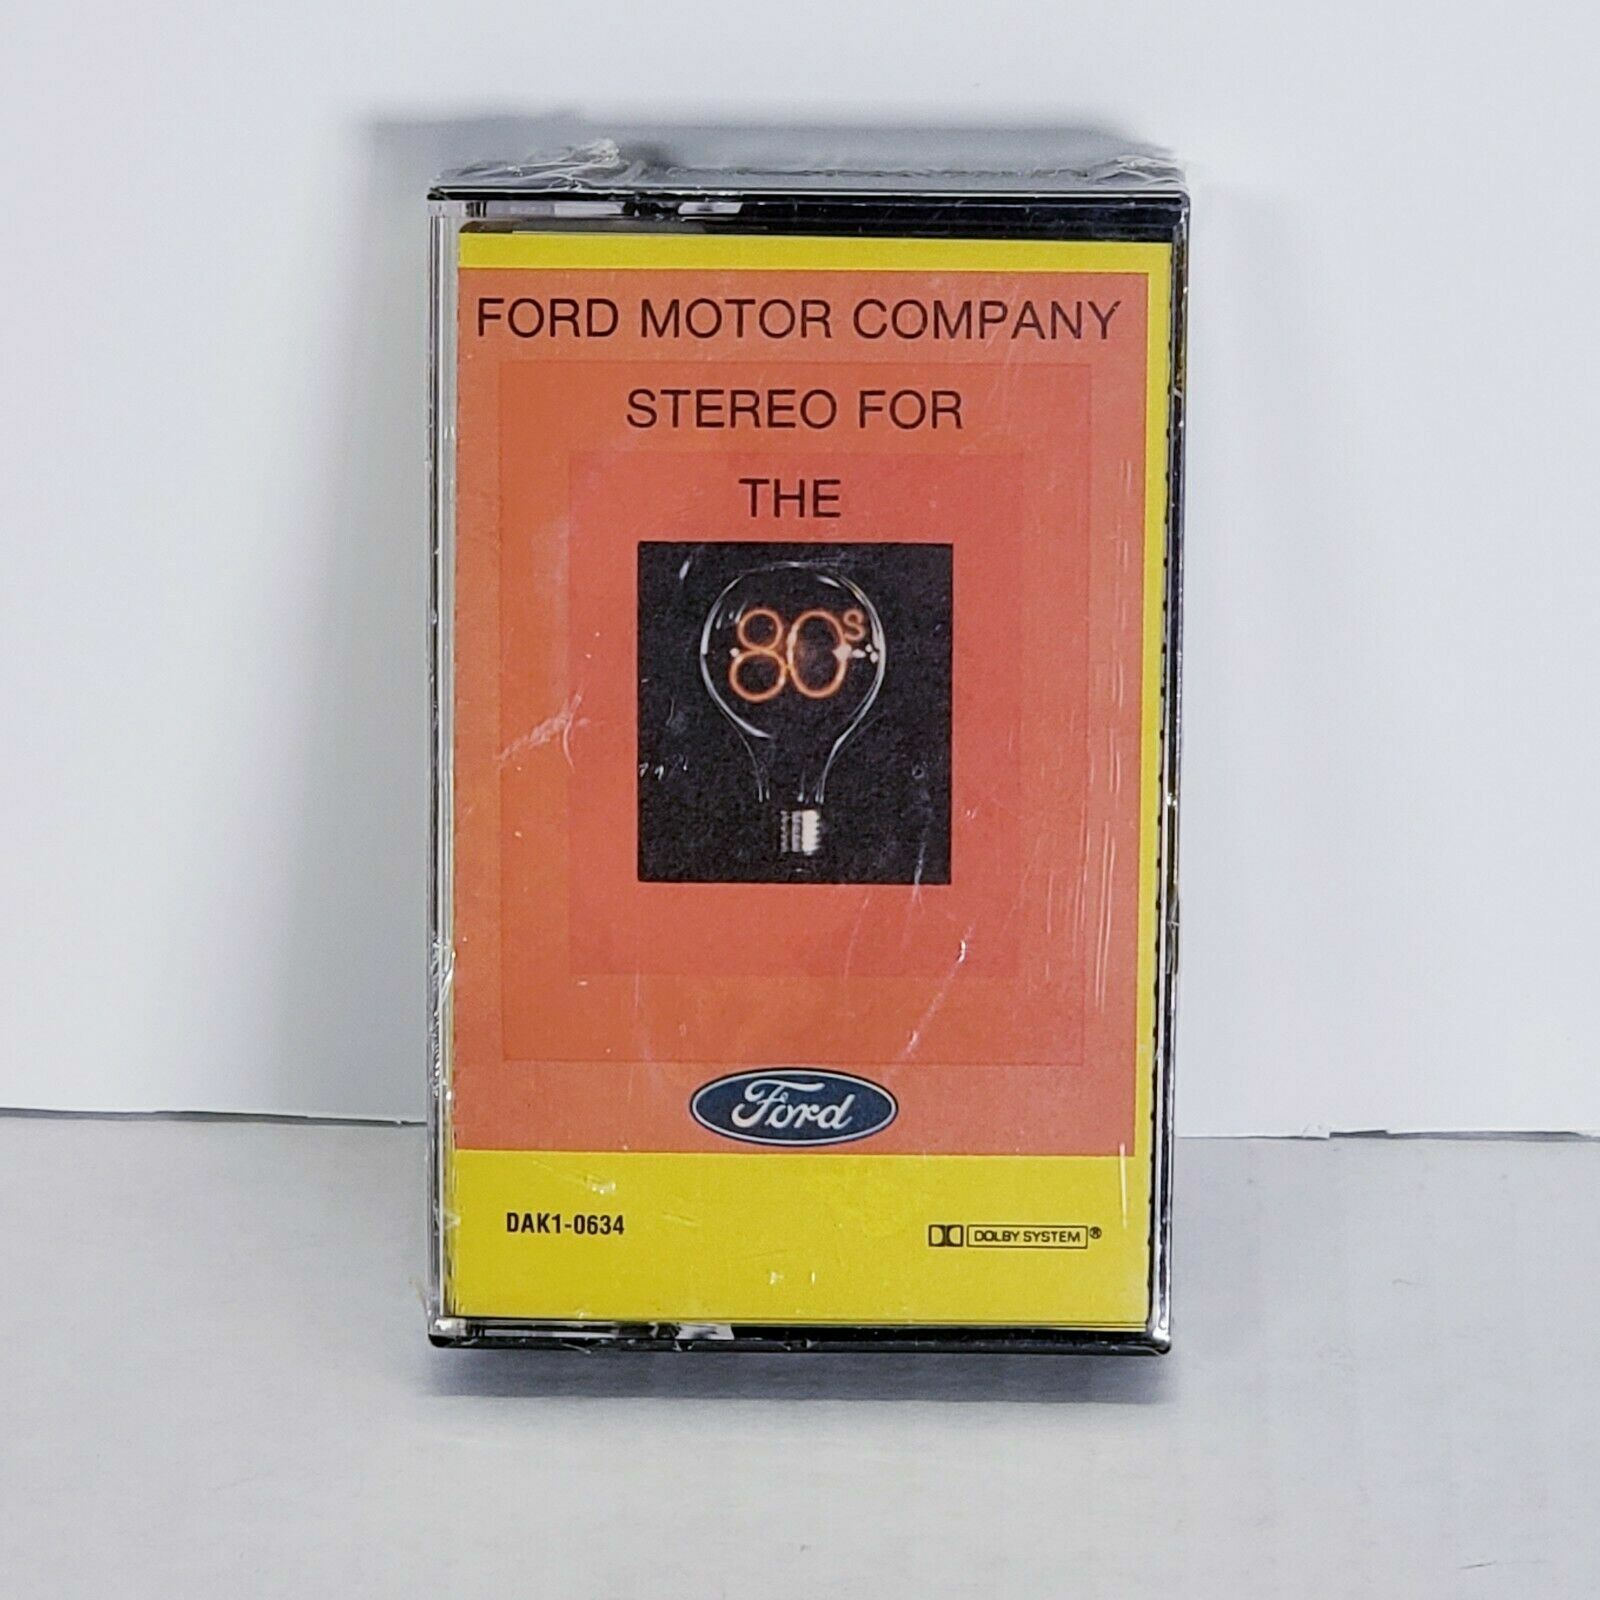 FORD MOTOR COMPANY
STEREO FOR
THE
80s
Ford
DAK1-0634
DOLBY SYSTEM®